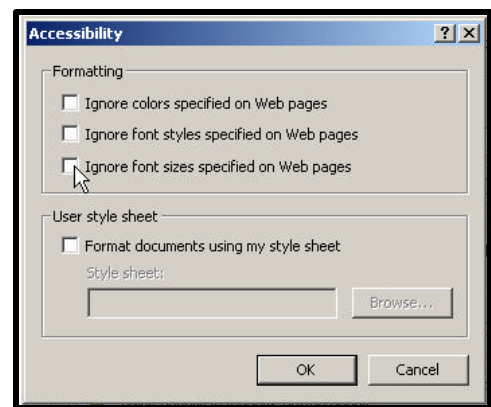 Accessibility
Formatting
Ignore colors specified on Web pages
Ignore font styles specified on Web pages
Ignore font sizes specified on Web pages
User style sheet
Format documents using my style sheet
Style sheet:
Browse...
OK Cancel